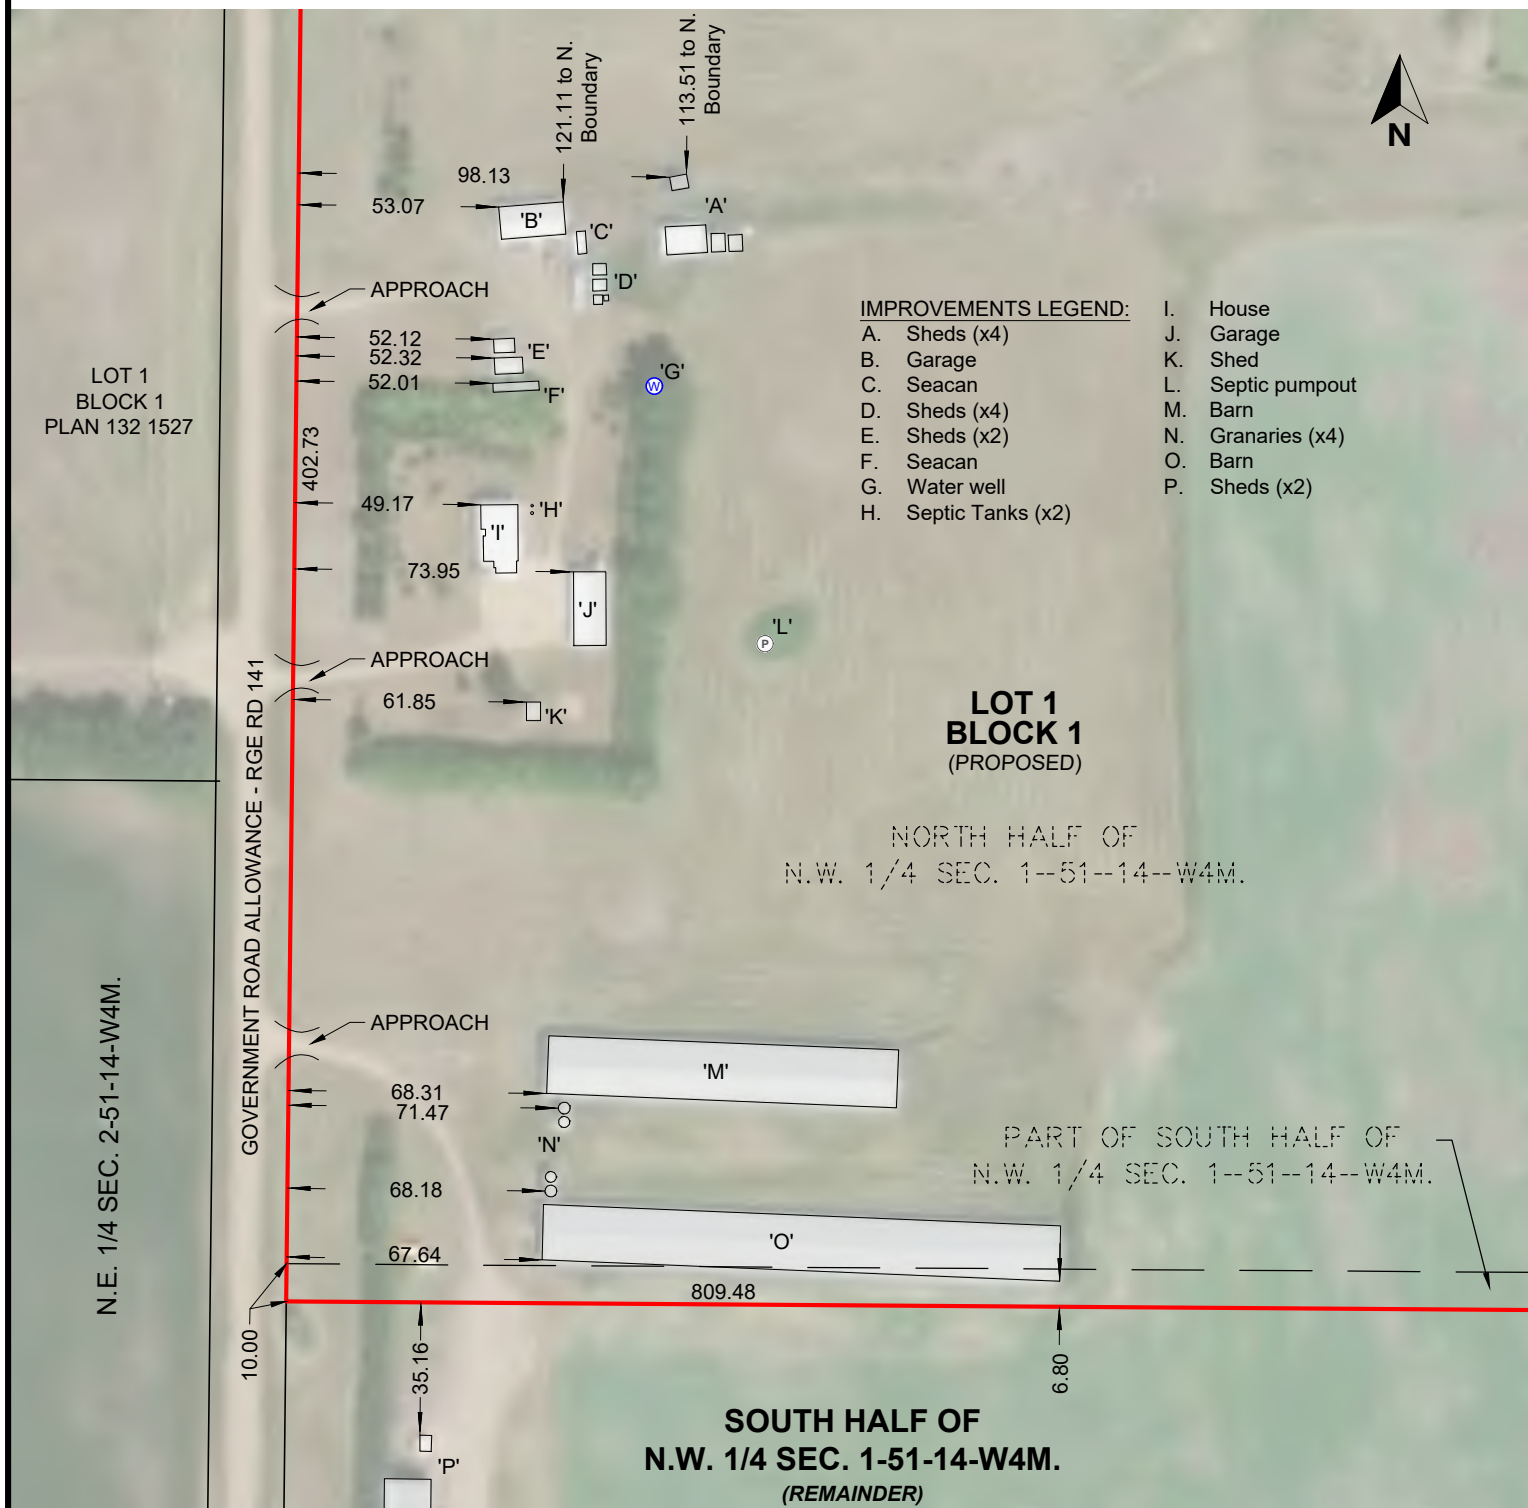 121.11 to N.
Boundary
113.51 to N.
Boundary
N
98.13
53.07
'A'
'B'
'C'
'D'
APPROACH
52.12
52.32
52.01
'E'
'F'
'G'
W
LOT 1
BLOCK 1
PLAN 132 1527
402.73
IMPROVEMENTS LEGEND:
A. Sheds (x4)
B. Garage
C. Seacan
D. Sheds (x4)
E. Sheds (x2)
F. Seacan
G. Water well
H. Septic Tanks (x2)
I. House
J. Garage
K. Shed
L. Septic pumpout
M. Barn
N. Granaries (x4)
O. Barn
P. Sheds (x2)
49.17
'H'
'I'
73.95
'J'
'L'
P
APPROACH
61.85
'K'
GOVERNMENT ROAD ALLOWANCE - RGE RD 141
LOT 1
BLOCK 1
(PROPOSED)
NORTH HALF OF
N.W. 1/4 SEC. 1--51--14--W4M.
N.E. 1/4 SEC. 2-51-14-W4M.
APPROACH
'M'
68.31
71.47
'N'
68.18
PART OF SOUTH HALF OF
N.W. 1/4 SEC. 1--51--14--W4M.
'O'
67.64
809.48
10.00
35.16
6.80
'P'
SOUTH HALF OF
N.W. 1/4 SEC. 1-51-14-W4M.
(REMAINDER)